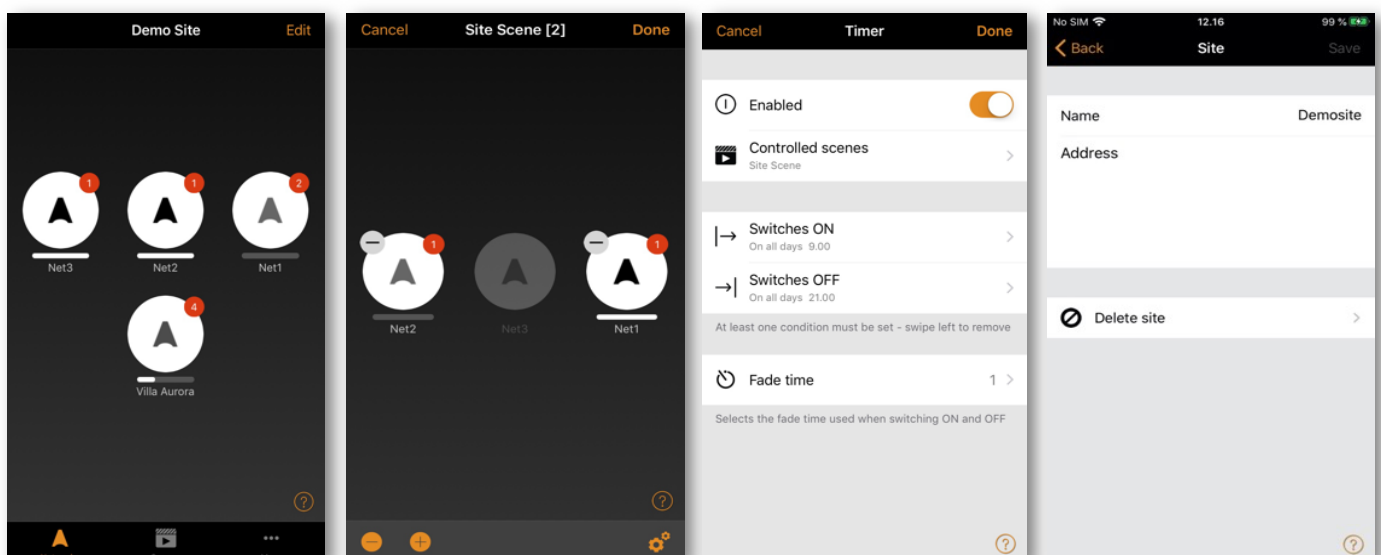 Demo Site
Edit
1
1
2
Net3
Net2
Net1
4
Villa Aurora
?
Cancel
Site Scene [2]
Done
1
1
Net2
Net3
Net1
?
Cancel
Timer
Done
Enabled
Controlled scenes
Site Scene
Switches ON
On all days 9.00
Switches OFF
On all days 21.00
At least one condition must be set - swipe left to remove
Fade time
1
Selects the fade time used when switching ON and OFF
?
No SIM
12.16
99 %
Back
Site
Save
Name
Demosite
Address
Delete site
?